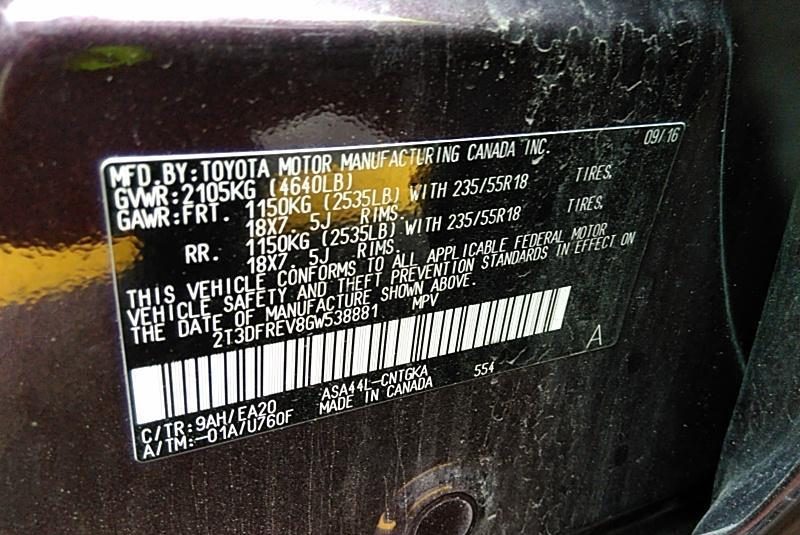 09/16
MFD. BY: TOYOTA MOTOR MANUFACTURING CANADA INC.
GVWR: 2105KG (4640LB)
GAWR: FRT. 1150KG (2535LB) WITH 235/55R18 TIRES,
18X7. 5J RIMS.
RR. 1150KG (2535LB) WITH 235/55R18 TIRES,
18X7. 5J RIMS.
THIS VEHICLE CONFORMS TO ALL APPLICABLE FEDERAL MOTOR
VEHICLE SAFETY AND THEFT PREVENTION STANDARDS IN EFFECT ON
THE DATE OF MANUFACTURE SHOWN ABOVE.
2T3DFREV8GW538881 MPV
A
ASA44L-CNTGKA 554
C/TR: 9AH/EA20 MADE IN CANADA
A/TM: -01A/U760F